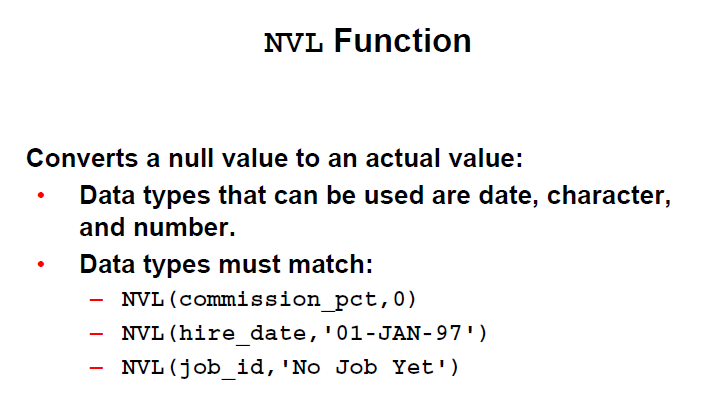 NVL Function
Converts a null value to an actual value:
• Data types that can be used are date, character,
and number.
• Data types must match:
– NVL(commission_pct,0)
– NVL(hire_date,'01-JAN-97')
– NVL(job_id,'No Job Yet')